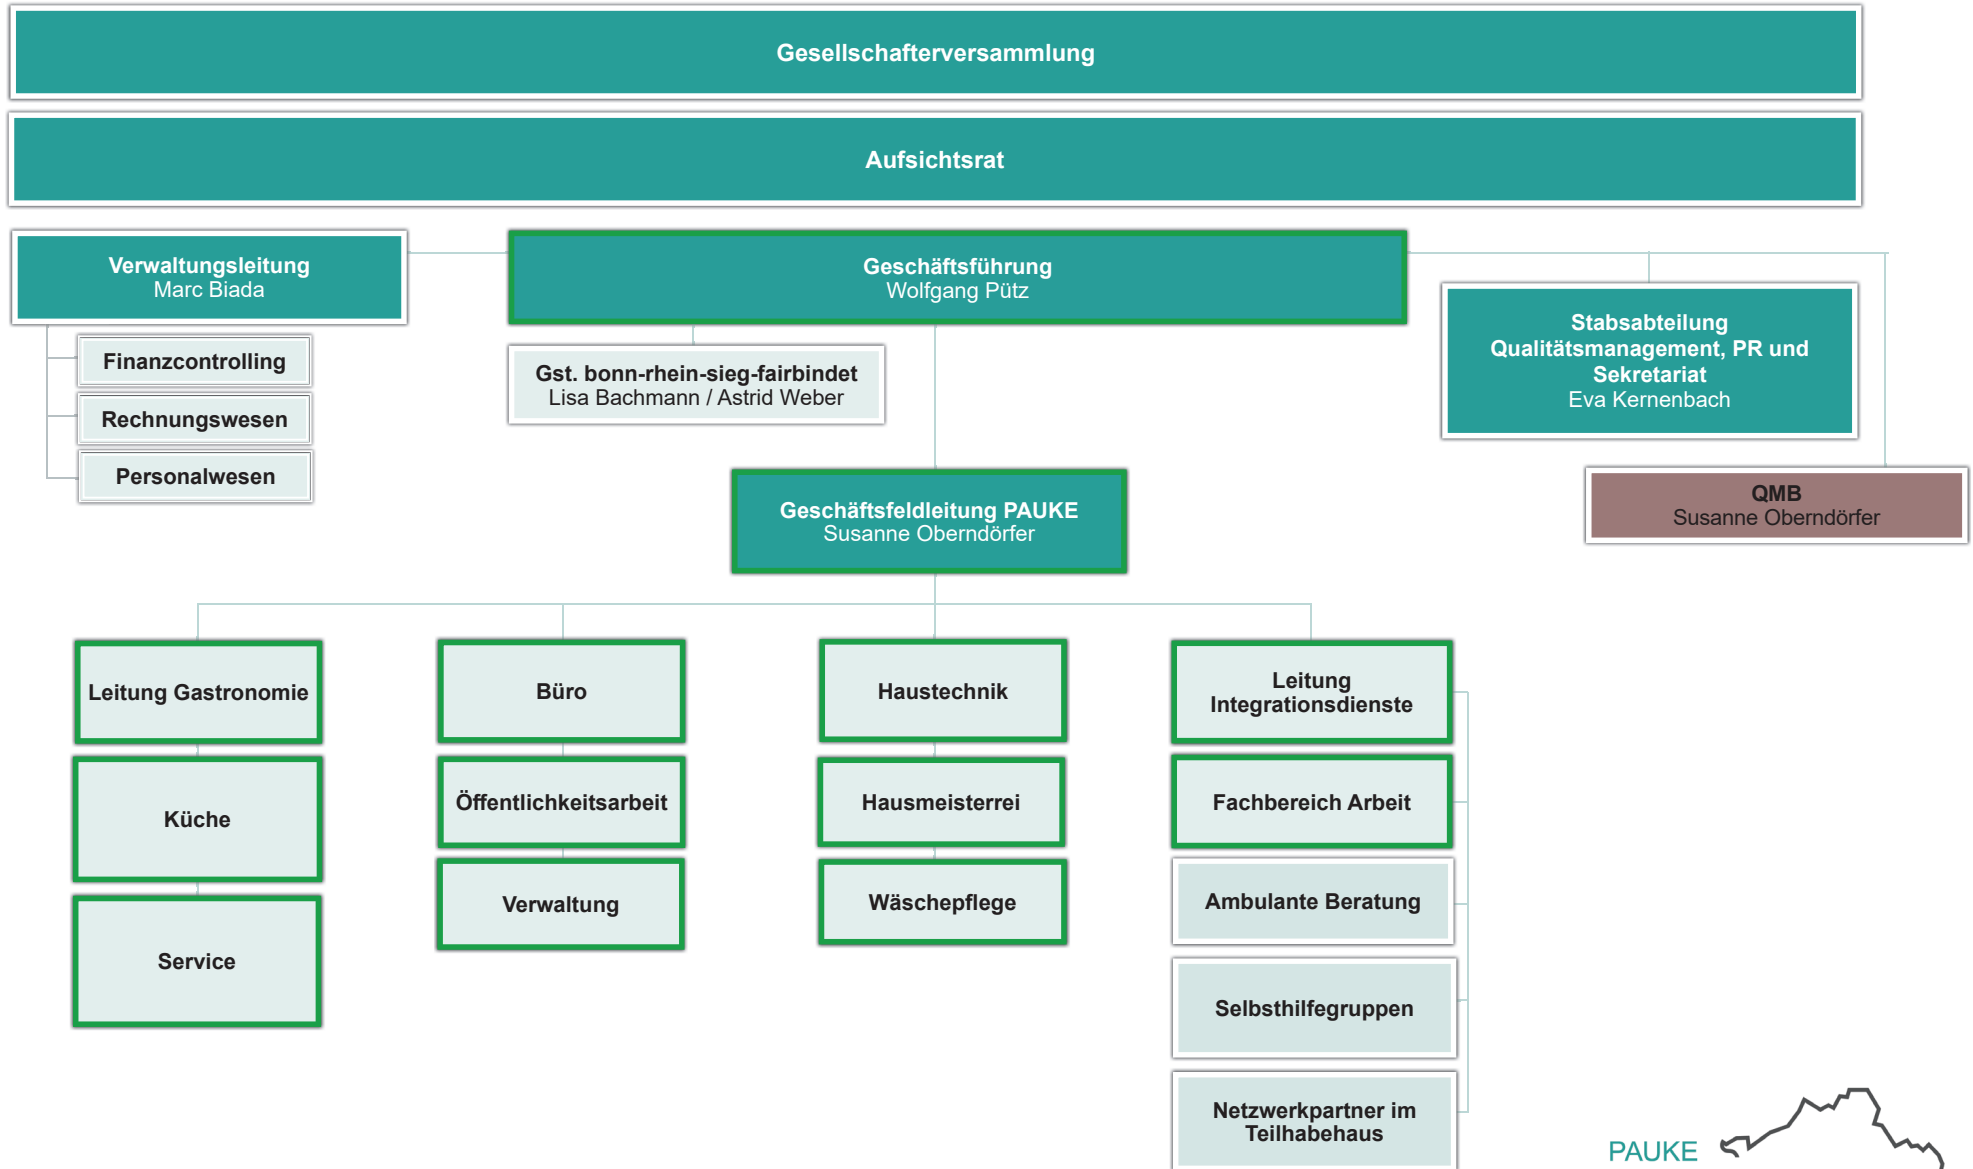 Gesellschafterversammlung
Aufsichtsrat
Verwaltungsleitung
Marc Biada
Geschäftsführung
Wolfgang Pütz
Stabsabteilung
Qualitätsmanagement, PR und
Sekretariat
Eva Kernenbach
Finanzcontrolling
Rechnungswesen
Personalwesen
Gst. bonn-rhein-sieg-fairbindet
Lisa Bachmann / Astrid Weber
QMB
Susanne Oberndörfer
Geschäftsfeldleitung PAUKE
Susanne Oberndörfer
Leitung Gastronomie
Küche
Service
Büro
Öffentlichkeitsarbeit
Verwaltung
Haustechnik
Hausmeisterrei
Wäschepflege
Leitung
Integrationsdienste
Fachbereich Arbeit
Ambulante Beratung
Selbsthilfegruppen
Netzwerkpartner im
Teilhabehaus
PAUKE